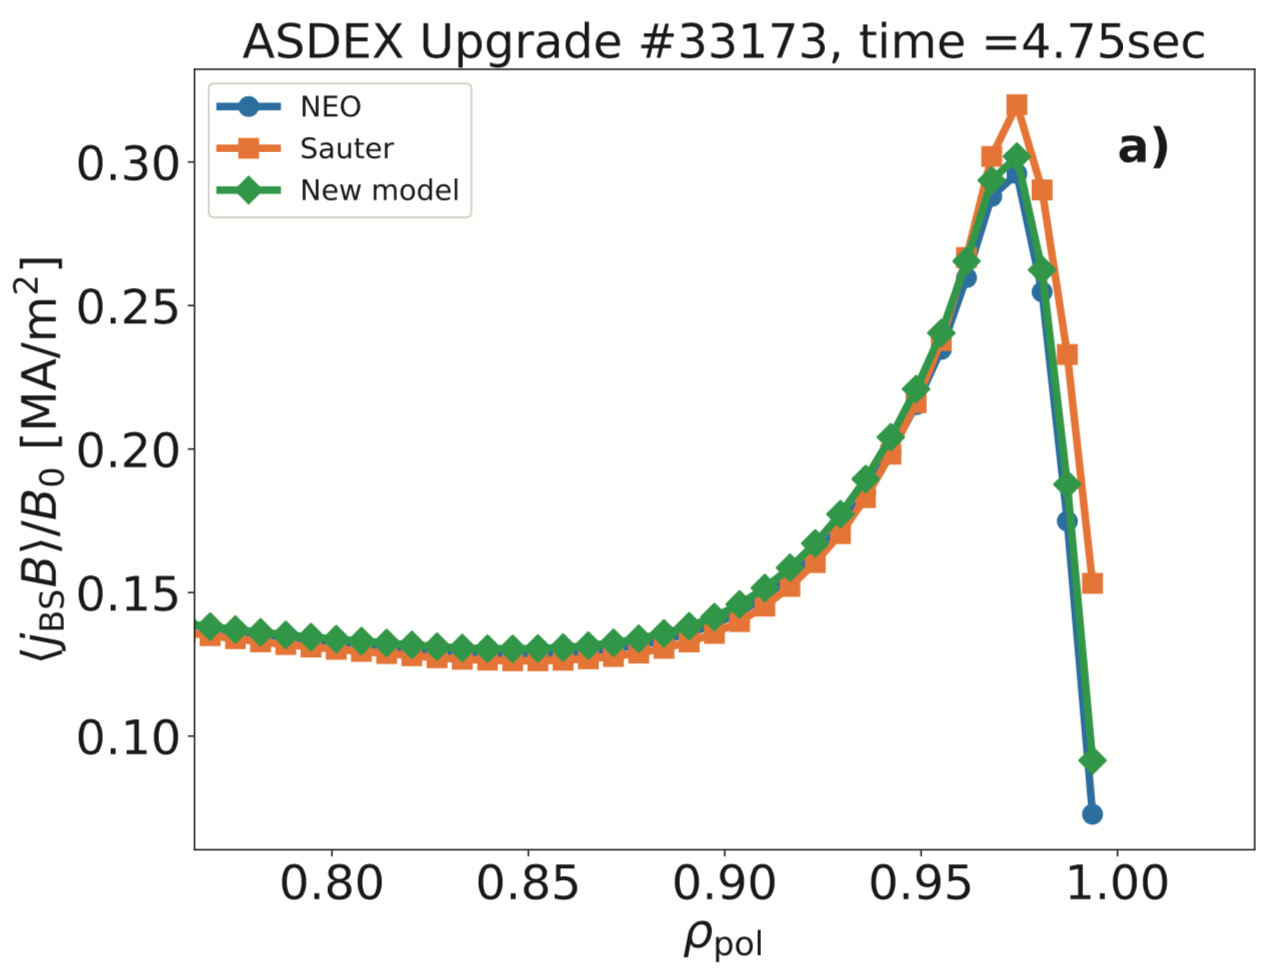 ASDEX Upgrade #33173, time =4.75sec
NEO
Sauter
New model
a)
⟨j_BS B⟩/B_0 [MA/m^2]
0.30
0.25
0.20
0.15
0.10
0.80 0.85 0.90 0.95 1.00
ρ_pol